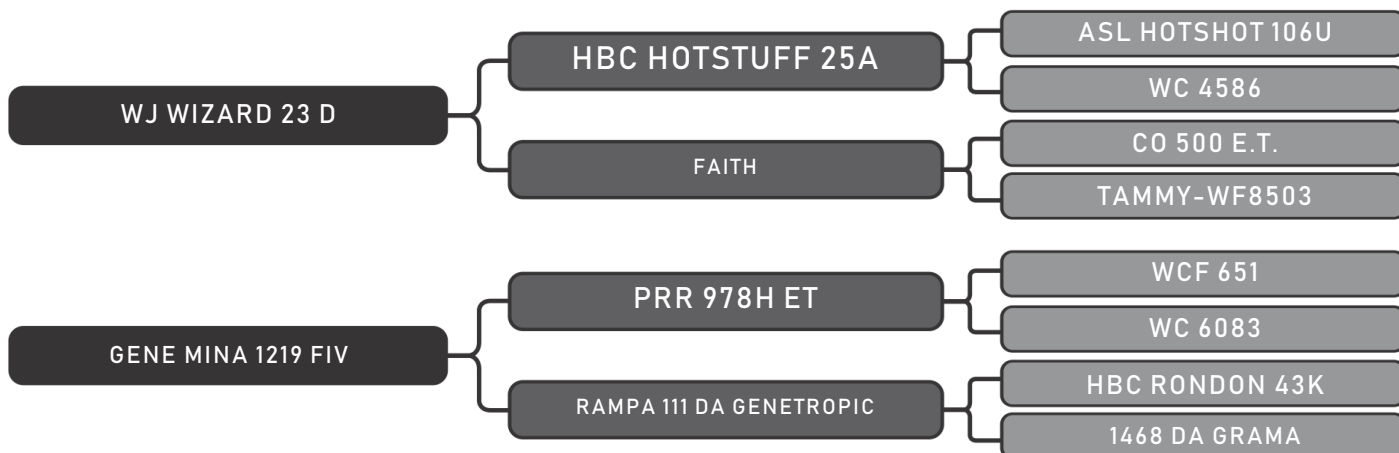 WJ WIZARD 23 D
HBC HOTSTUFF 25A
ASL HOTSHOT 106U
WC 4586
FAITH
CO 500 E.T.
TAMMY-WF8503
GENE MINA 1219 FIV
PRR 978H ET
WCF 651
WC 6083
RAMPA 111 DA GENETROPIC
HBC RONDON 43K
1468 DA GRAMA